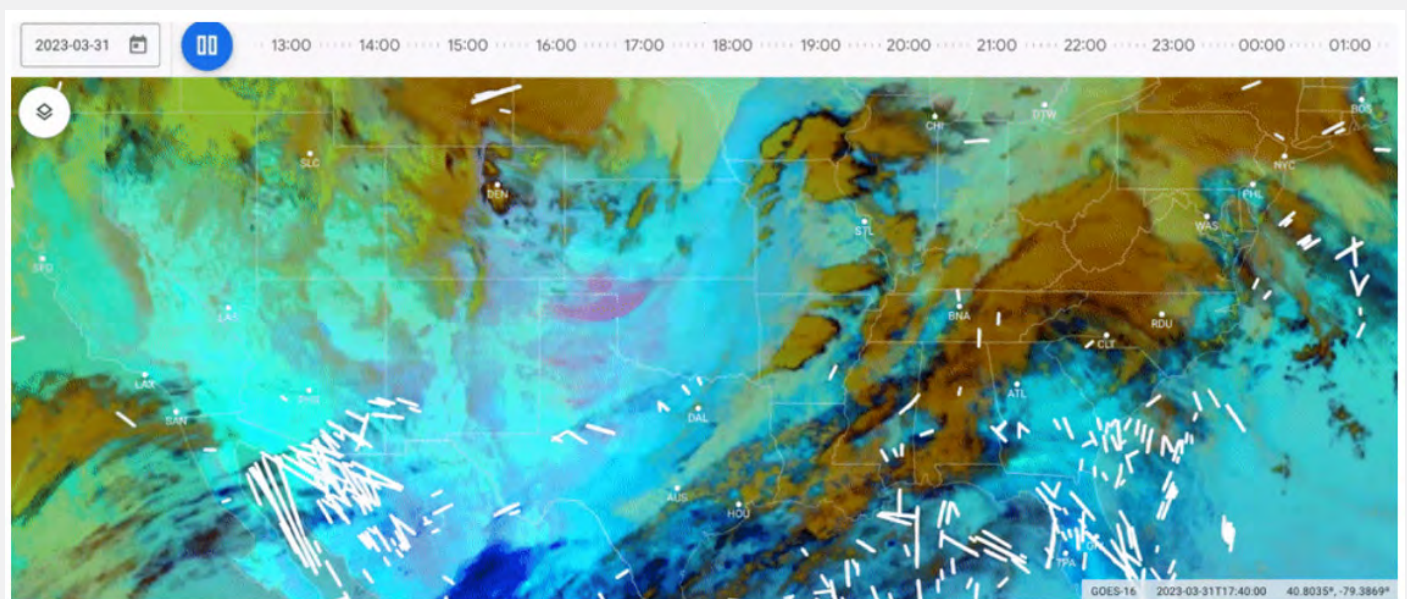 2023-03-31 13:00 14:00 15:00 16:00 17:00 18:00 19:00 20:00 21:00 22:00 23:00 00:00 01:00
BOS
DTW
CHI
SLC
NYC
DEN
PHL
STL
WAS
SFO
LAS
BNA
RDU
CLT
LAX
PHX
ATL
SAN
DAL
AUS
HOU
TPA
GOES-16 2023-03-31T17:40:00 40.8035°, -79.3869°